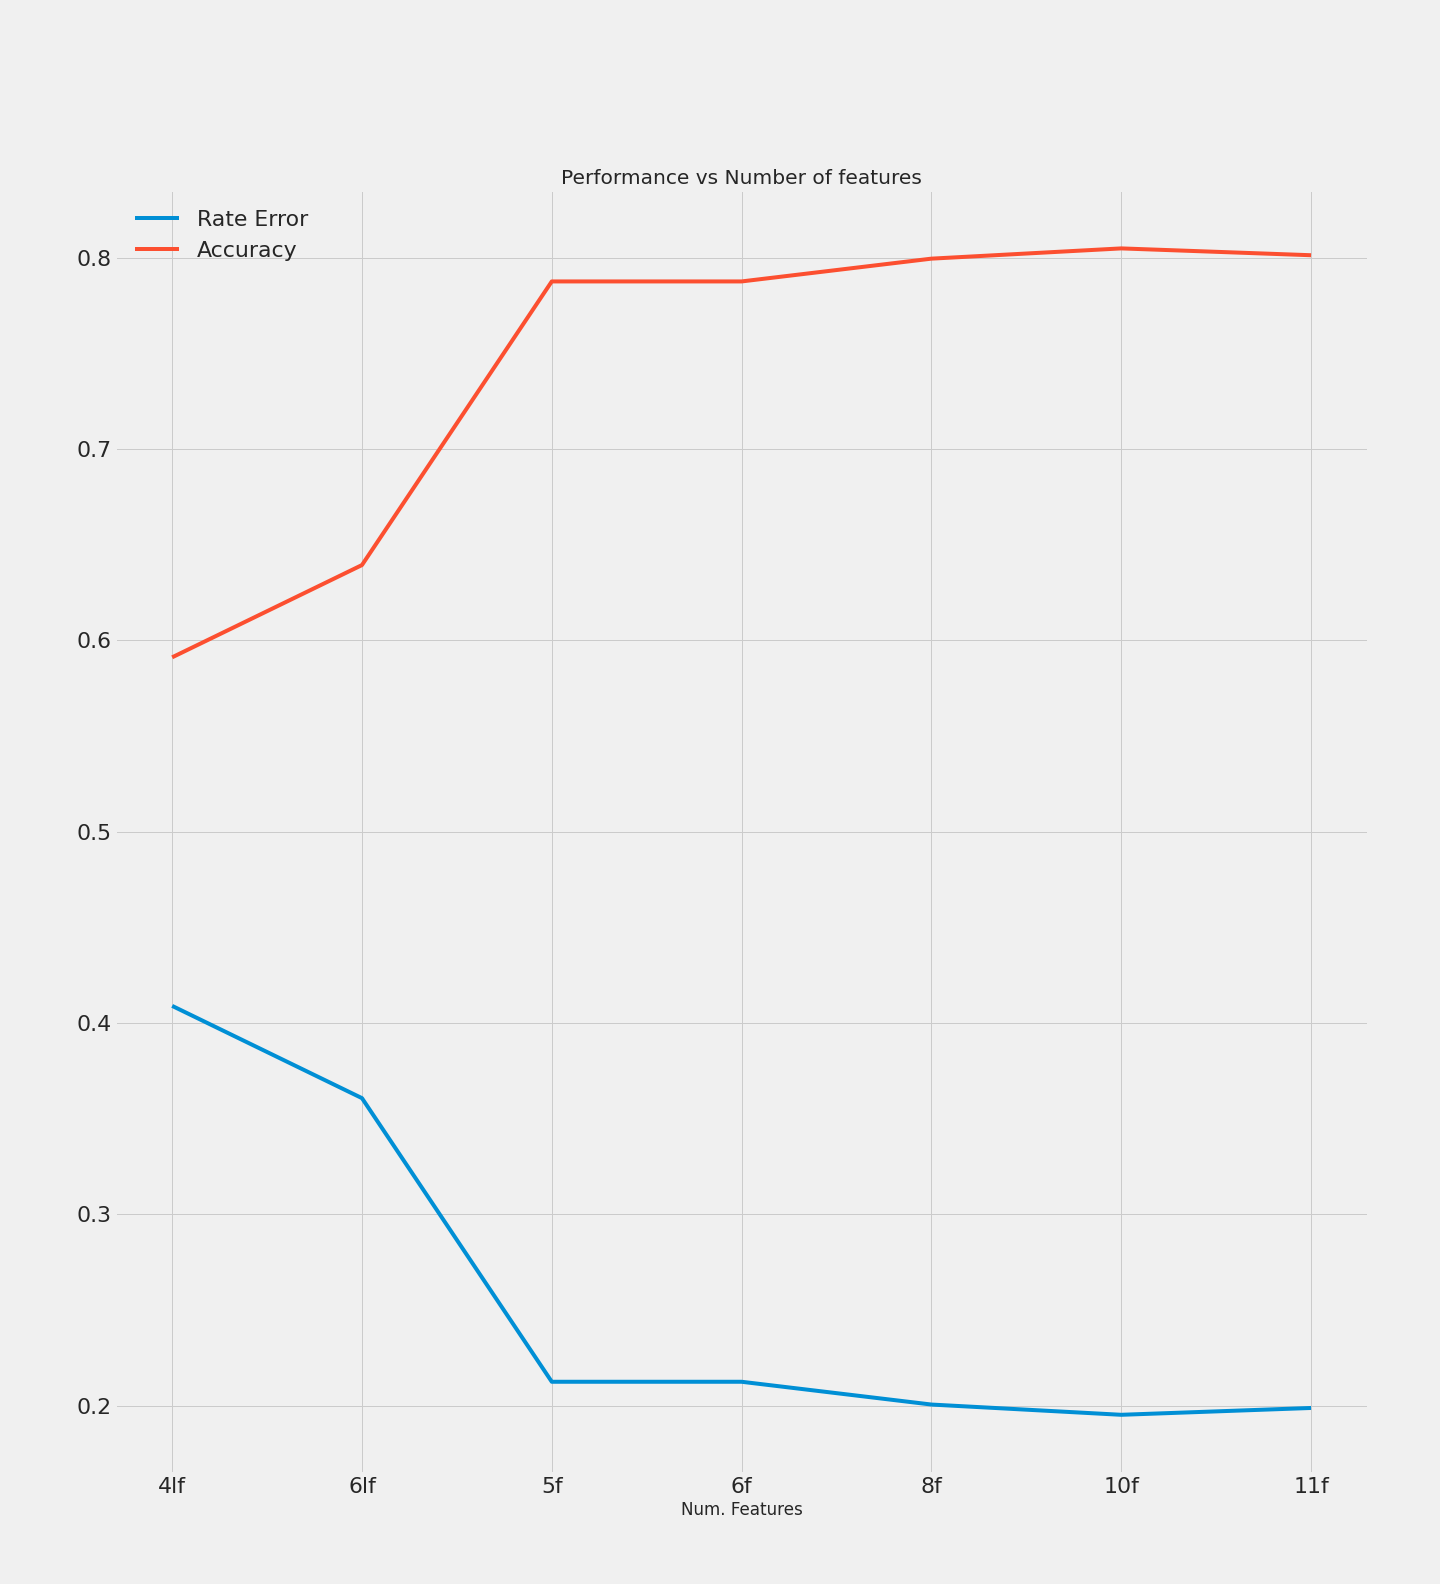 Performance vs Number of features
Rate Error
Accuracy
0.8
0.7
0.6
0.5
0.4
0.3
0.2
4lf 6lf 5f 6f 8f 10f 11f
Num. Features